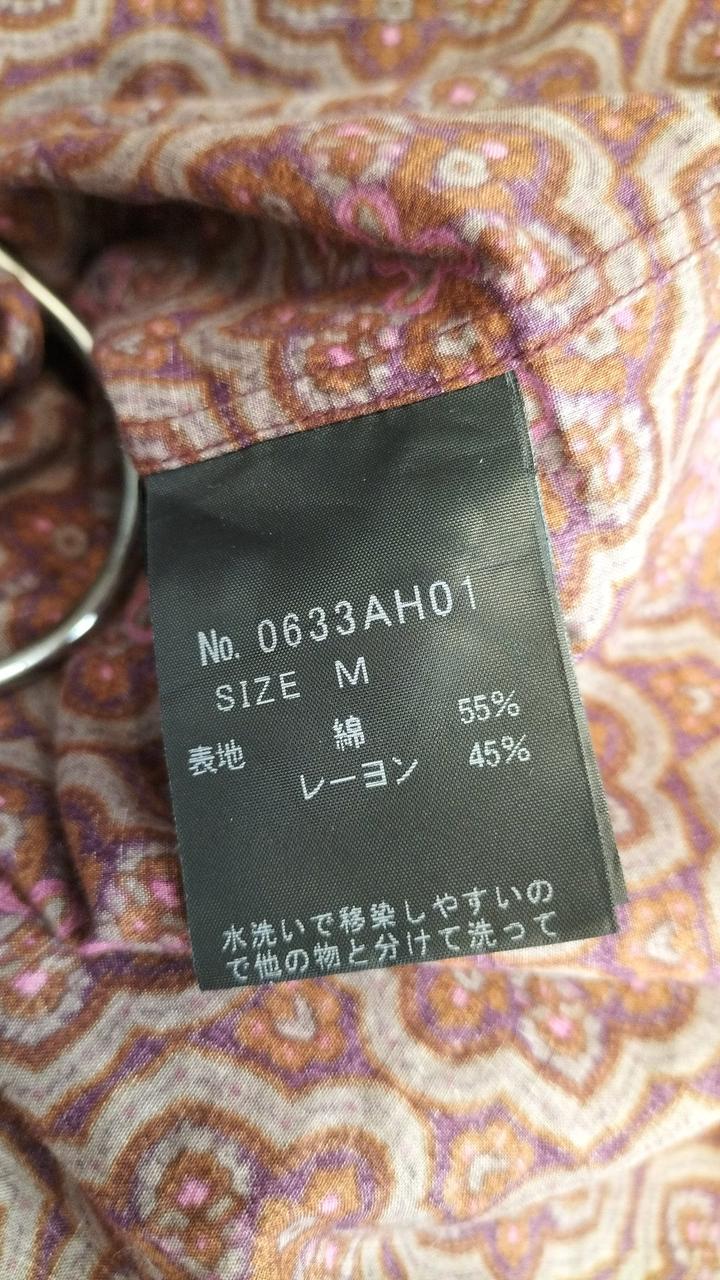 No. 0633AH01
SIZE M
表地 綿 55%
レーヨン 45%
水洗いで移染しやすいの
で他の物と分けて洗って